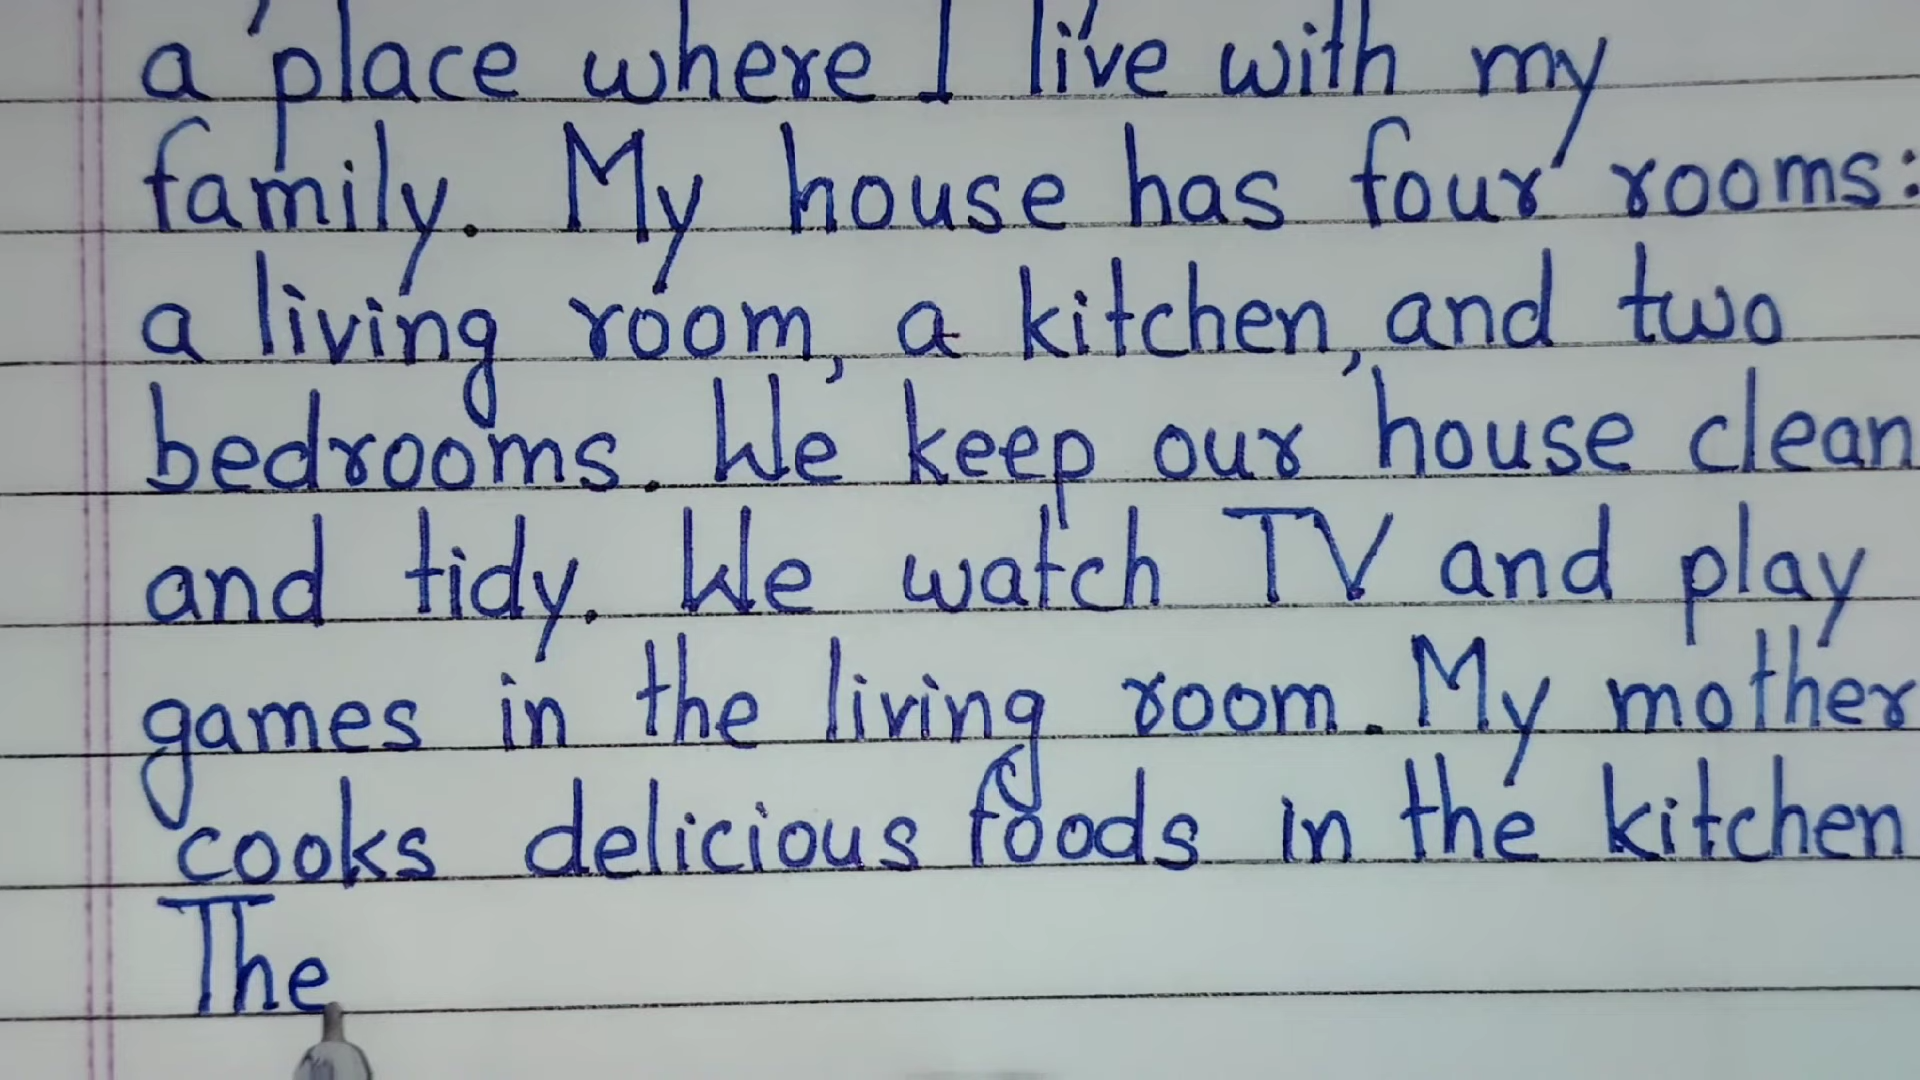 a place where I live with my
family. My house has four rooms:
a living room, a kitchen, and two
bedrooms. We keep our house clean
and tidy. We watch TV and play
games in the living room. My mother
cooks delicious foods in the kitchen
The